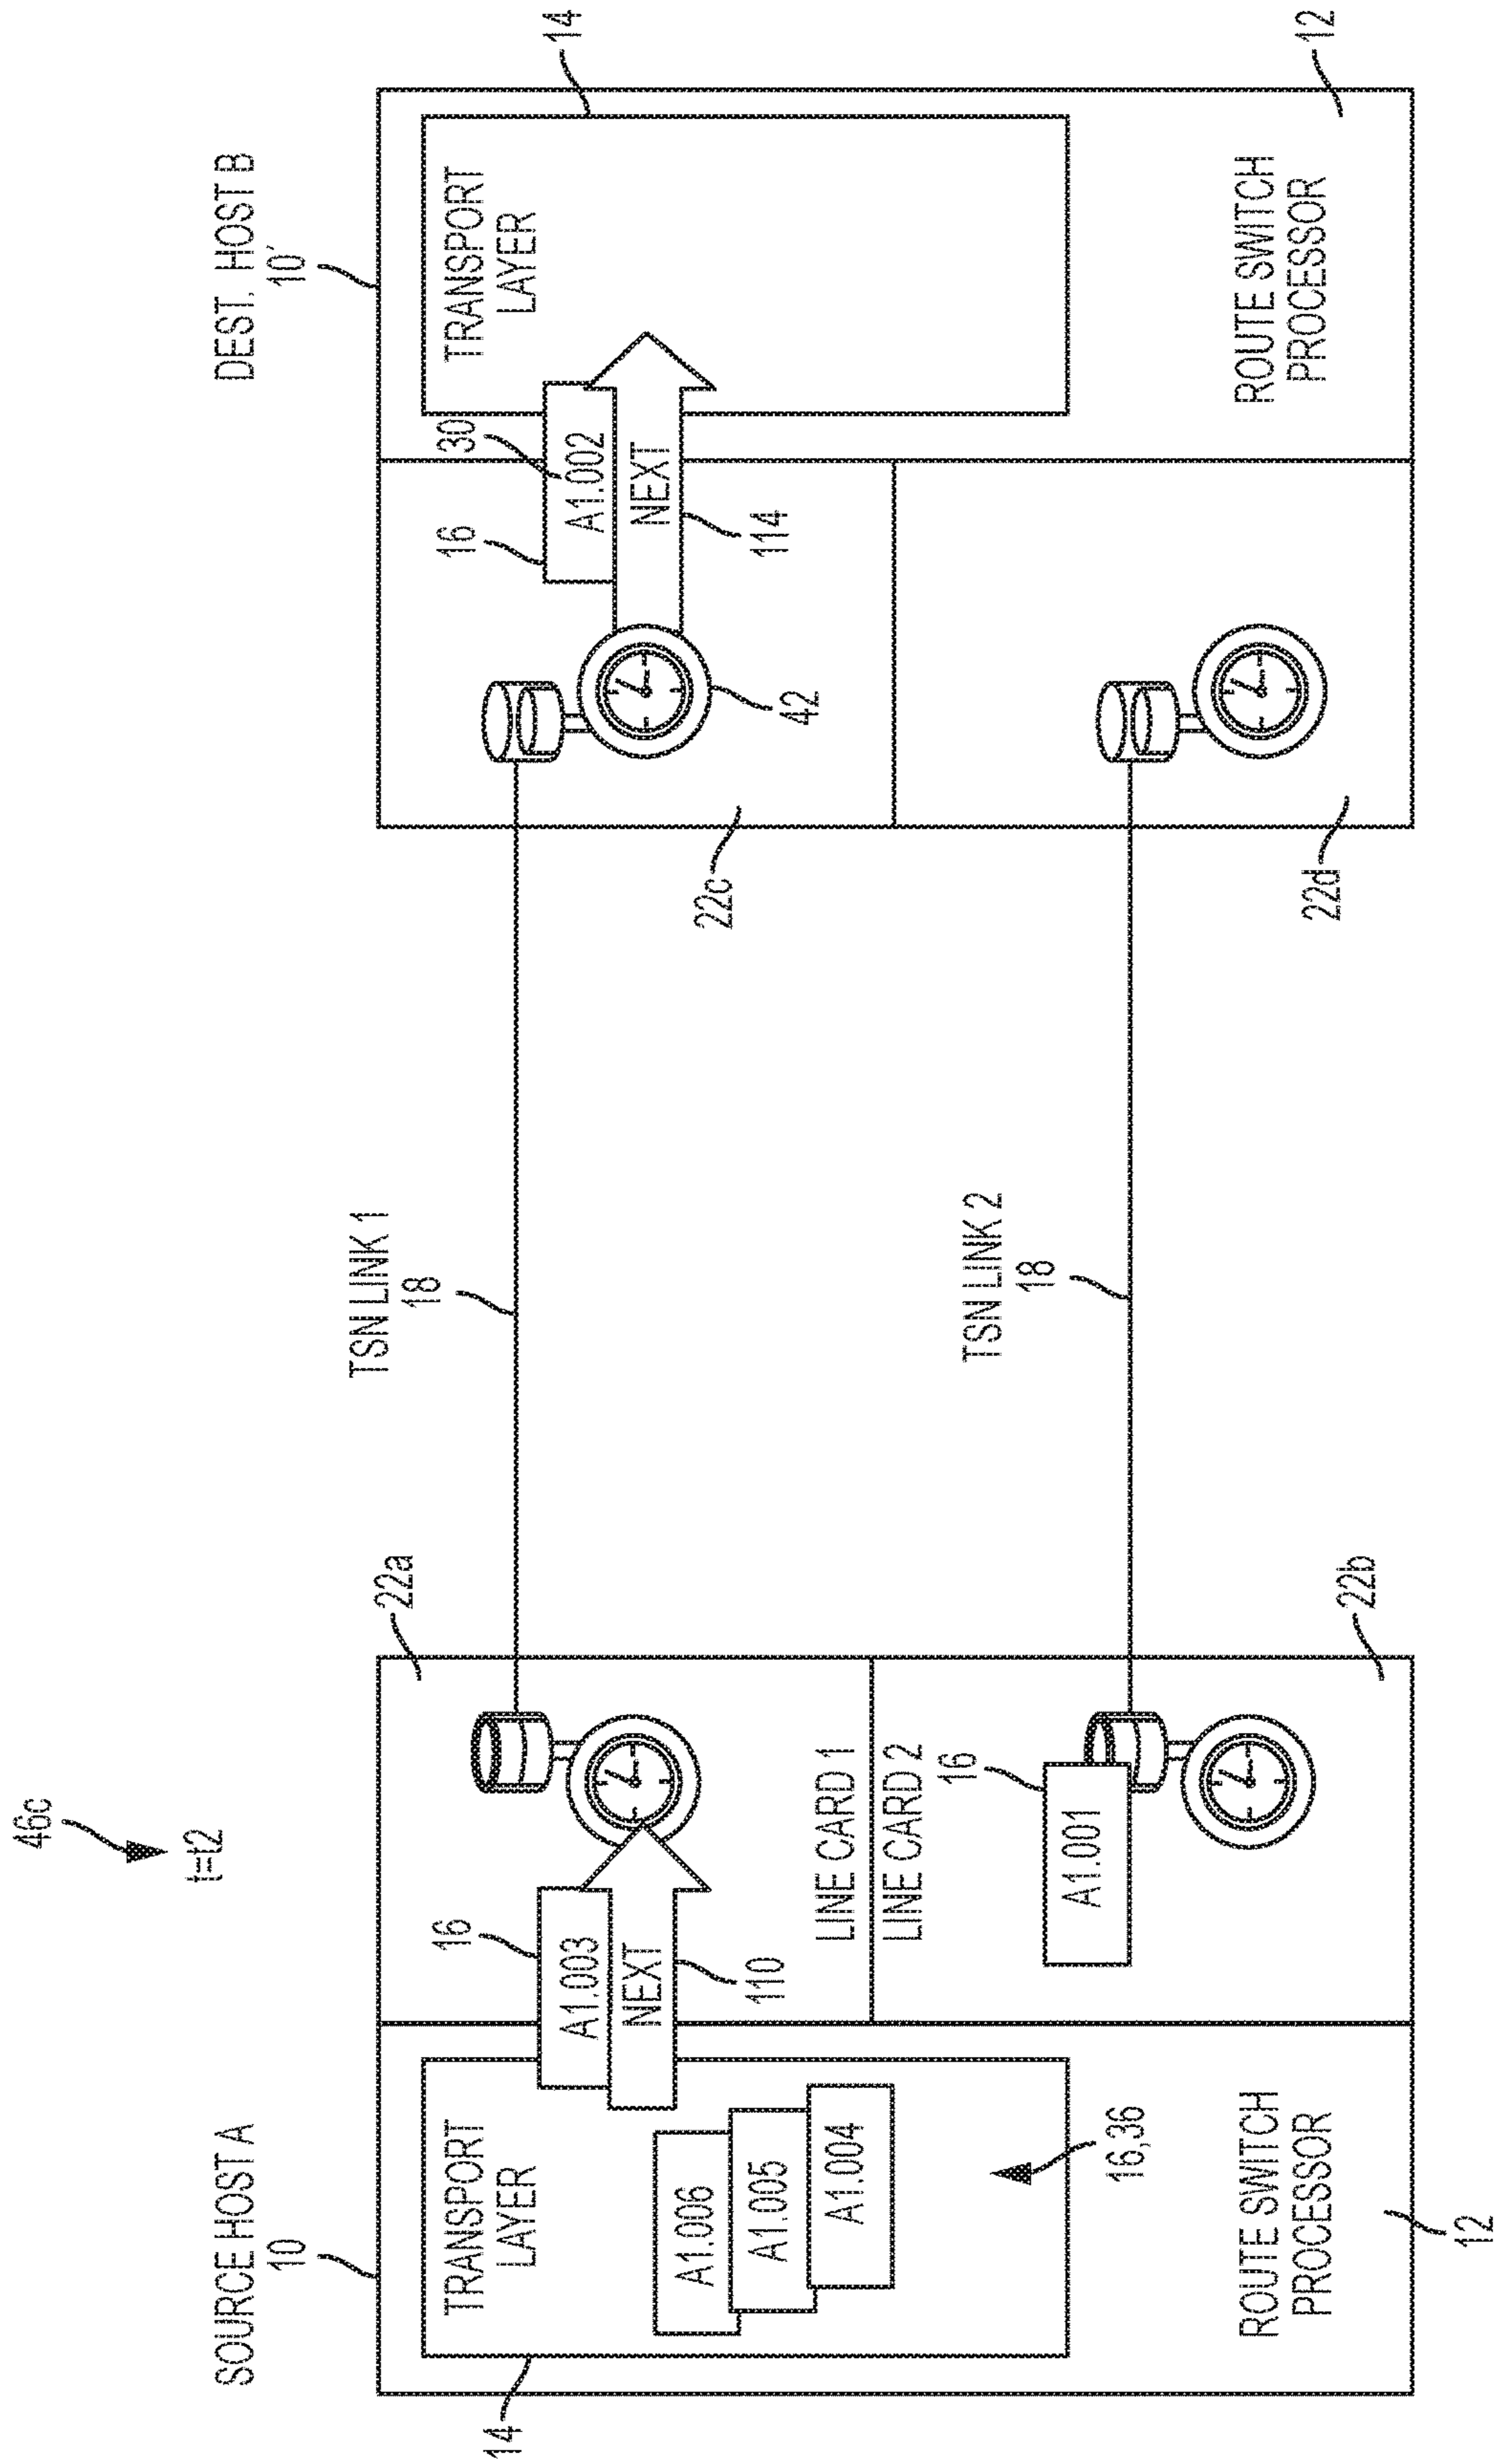 46c
t=t2
SOURCE HOST A
10
DEST. HOST B
10′
TSN LINK 1
18
TSN LINK 2
18
14
TRANSPORT
LAYER
A1.006
A1.005
A1.004
16,36
ROUTE SWITCH
PROCESSOR
12
16
A1.003
NEXT
110
22a
LINE CARD 1
LINE CARD 2
16
A1.001
22b
22c
42
16
30
A1.002
NEXT
114
22d
14
TRANSPORT
LAYER
ROUTE SWITCH
PROCESSOR
12